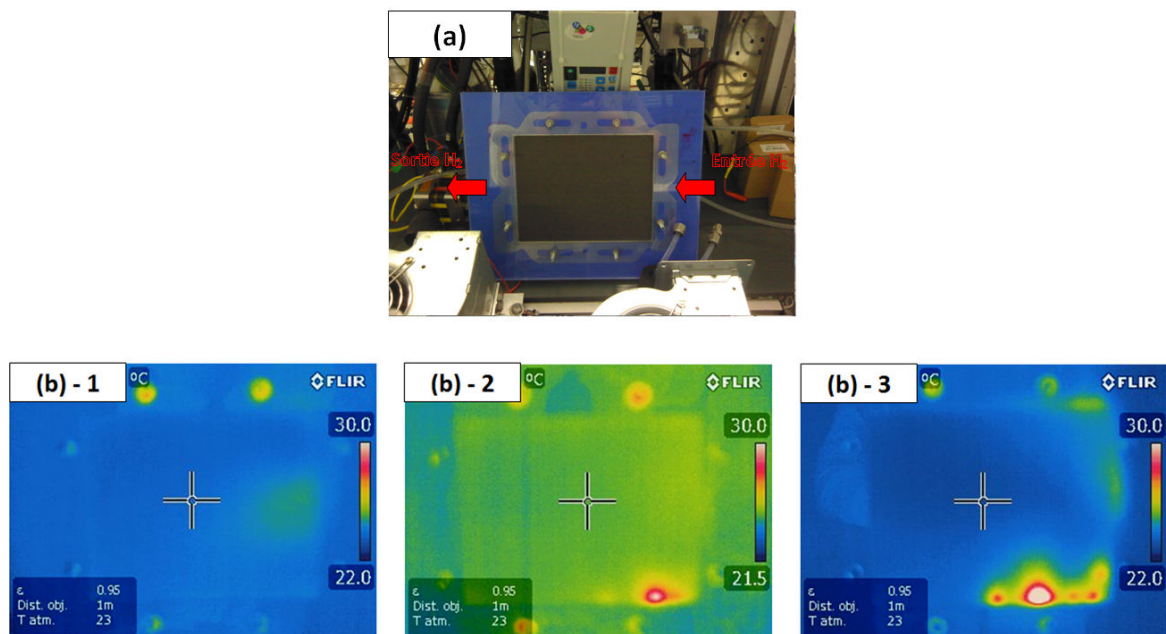 (a)
Sortie H₂
Entrée H₂
(b) - 1
°C
FLIR
30.0
22.0
ε 0.95
Dist. obj. 1m
T atm. 23
(b) - 2
°C
FLIR
30.0
21.5
ε 0.95
Dist. obj. 1m
T atm. 23
(b) - 3
°C
FLIR
30.0
22.0
ε 0.95
Dist. obj. 1m
T atm. 23